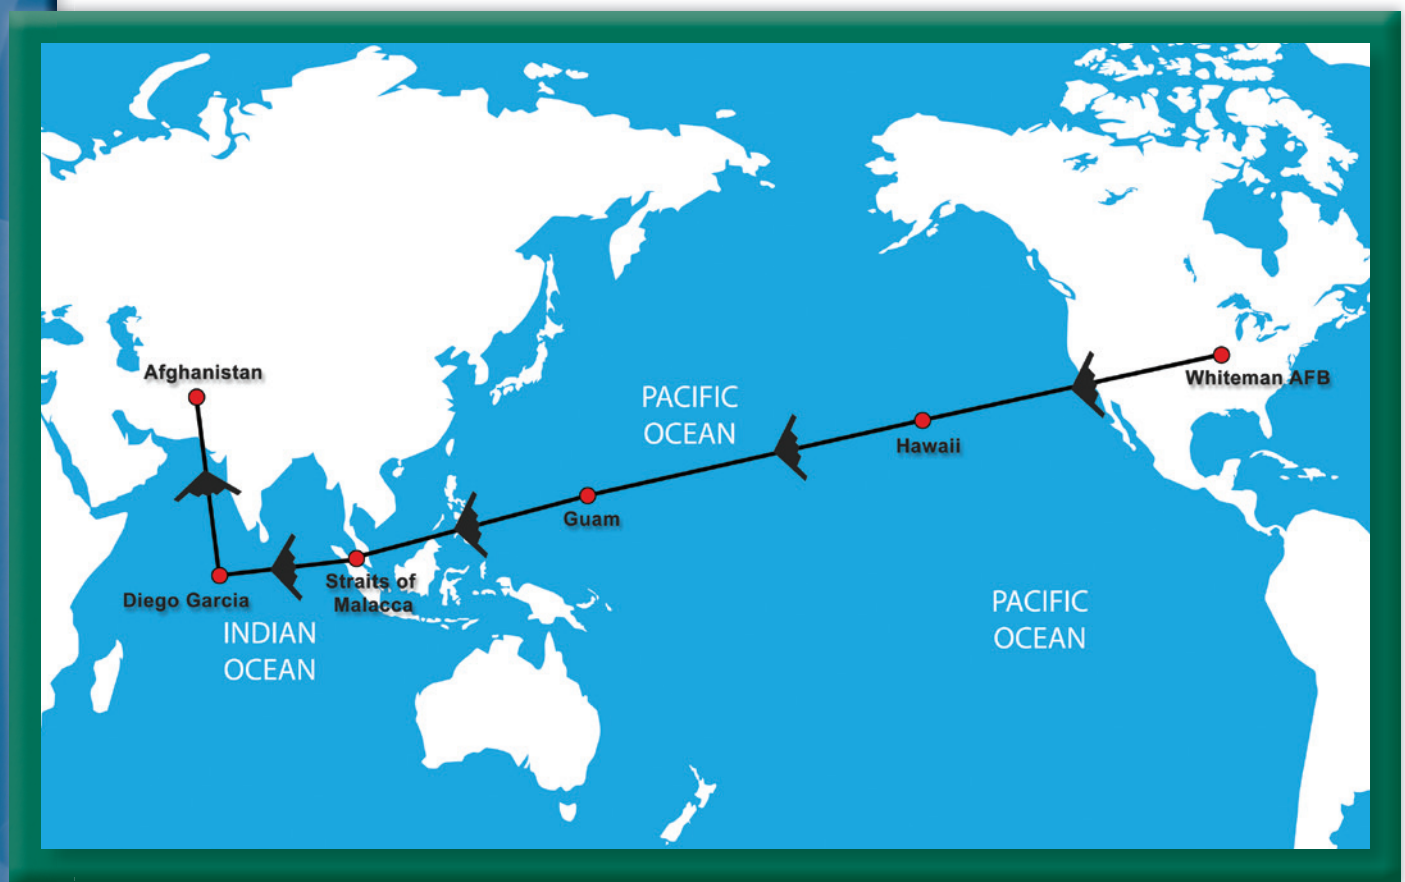 Afghanistan
PACIFIC
OCEAN
Whiteman AFB
Hawaii
Guam
Straits of
Malacca
Diego Garcia
INDIAN
OCEAN
PACIFIC
OCEAN